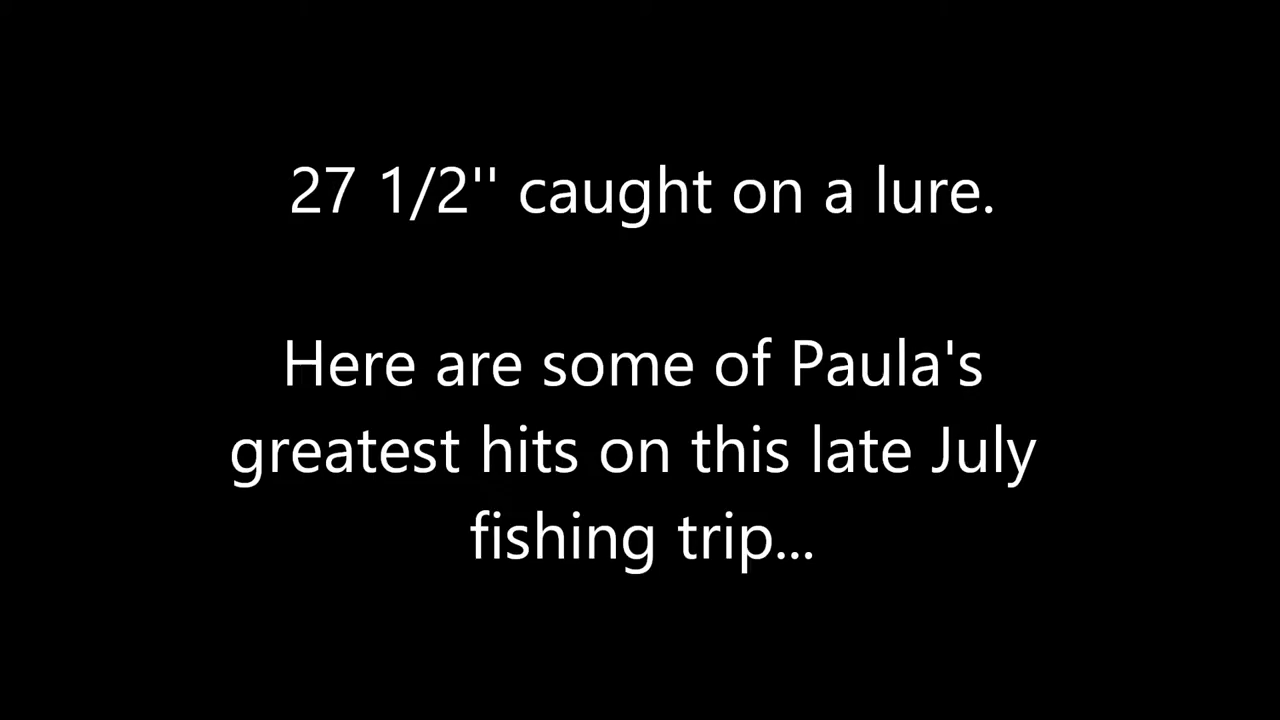 27 1/2'' caught on a lure.
Here are some of Paula's
greatest hits on this late July
fishing trip...